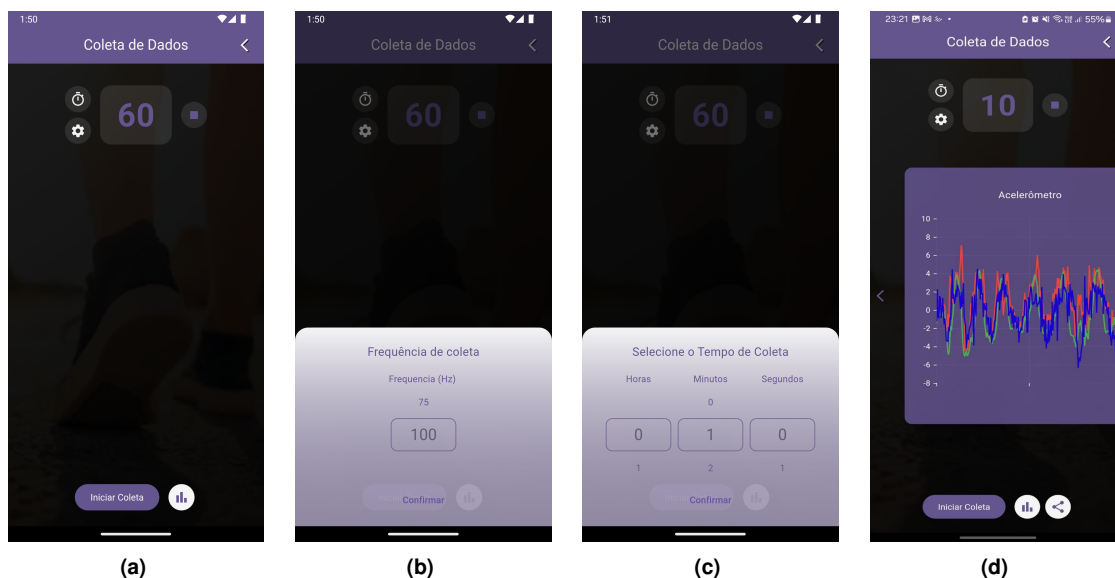 1:50
Coleta de Dados
60
Iniciar Coleta
(a)
1:50
Coleta de Dados
60
Frequência de coleta
Frequencia (Hz)
75
100
Confirmar
(b)
1:51
Coleta de Dados
60
Selecione o Tempo de Coleta
Horas Minutos Segundos
0
0 1 0
1 2 1
Confirmar
(c)
23:21 55%
Coleta de Dados
10
Acelerômetro
10
8
6
4
2
0
-2
-4
-6
-8
Iniciar Coleta
(d)